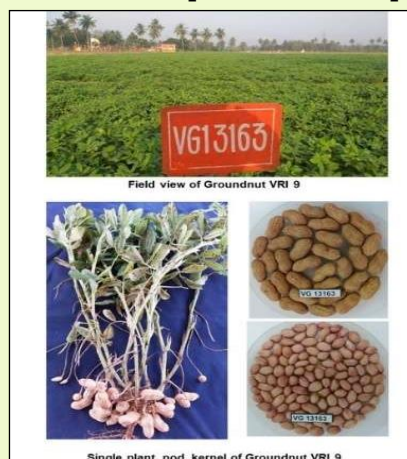 VG13163
Field view of Groundnut VRI 9
VG 13163
VG 13163
Single plant, pod, kernel of Groundnut VRI 9